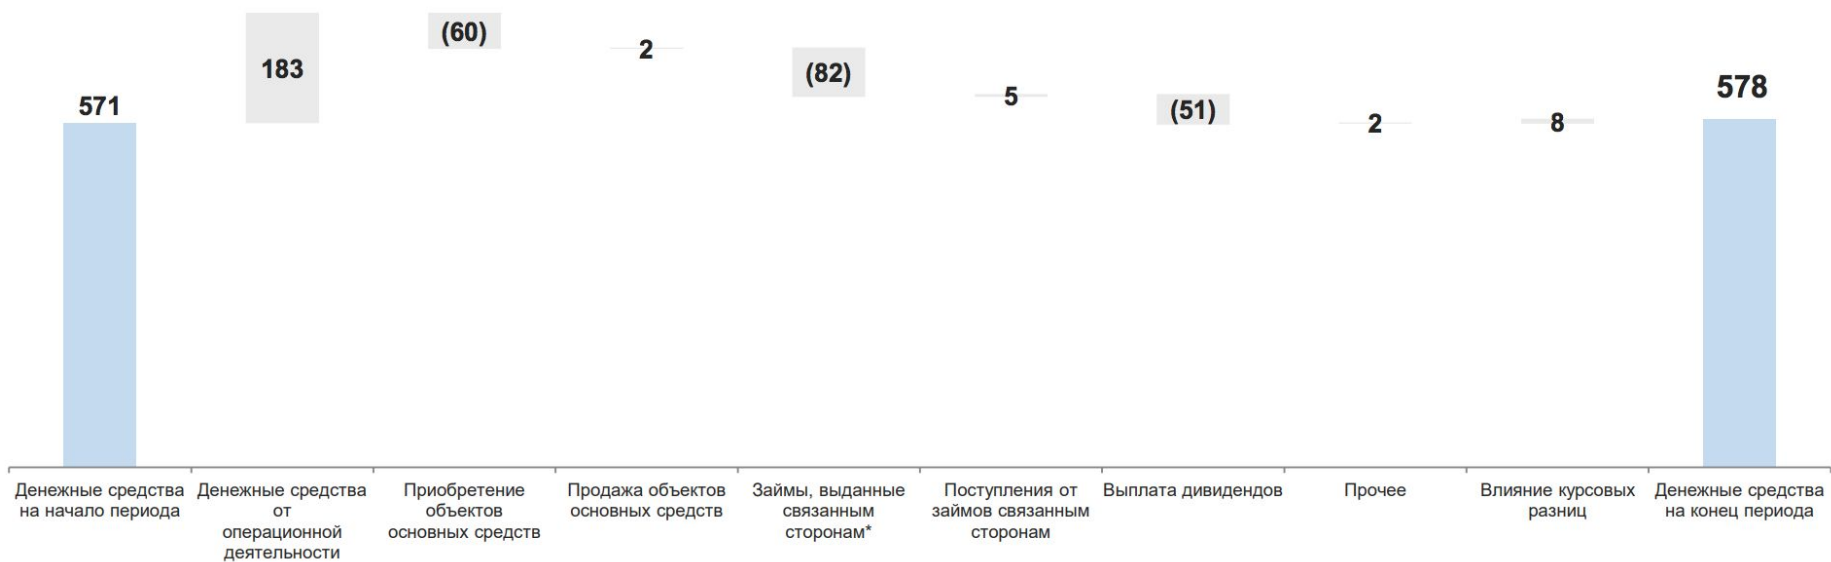 571
183
(60)
2
(82)
5
(51)
2
8
578
Денежные средства
на начало периода
Денежные средства
от
операционной
деятельности
Приобретение
объектов
основных средств
Продажа объектов
основных средств
Займы, выданные
связанным
сторонам*
Поступления от
займов связанным
сторонам
Выплата дивидендов
Прочее
Влияние курсовых
разниц
Денежные средства
на конец периода